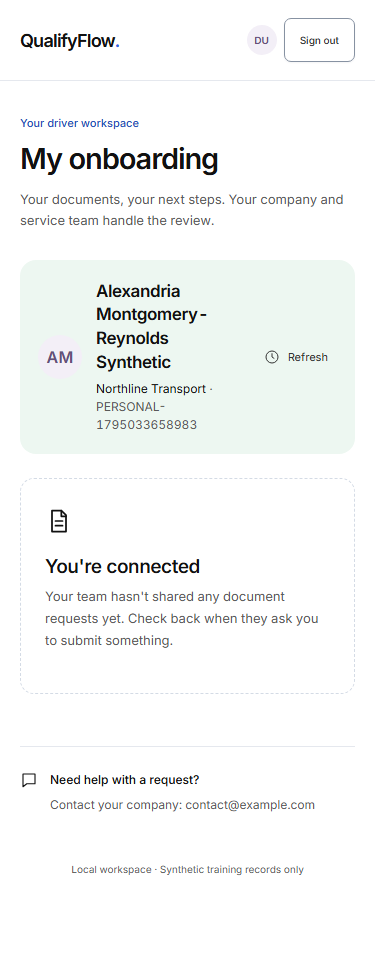 QualifyFlow.
DU
Sign out
Your driver workspace
My onboarding
Your documents, your next steps. Your company and
service team handle the review.
AM
Alexandria
Montgomery-
Reynolds
Synthetic
Northline Transport ·
PERSONAL-
1795033658983
Refresh
You're connected
Your team hasn't shared any document
requests yet. Check back when they ask you
to submit something.
Need help with a request?
Contact your company: contact@example.com
Local workspace · Synthetic training records only